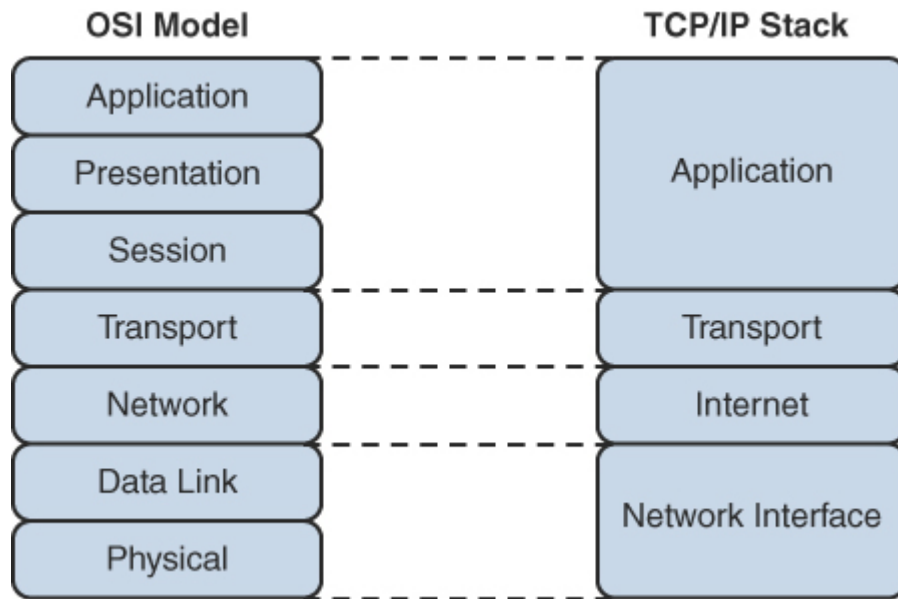 OSI Model
TCP/IP Stack
Application
Presentation
Session
Transport
Network
Data Link
Physical
Application
Transport
Internet
Network Interface